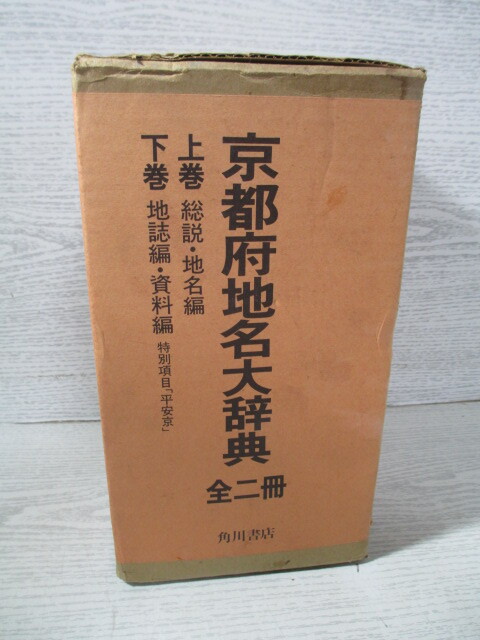 京都府地名大辞典
全二冊
上巻 総説・地名編
下巻 地誌編・資料編 特別項目「平安京」
角川書店